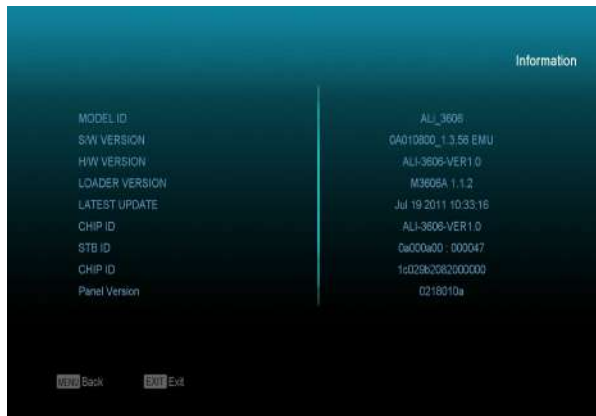 Information
MODEL ID ALi_3606
S/W VERSION 0A010800_1.3.56 EMU
H/W VERSION ALI-3606-VER1.0
LOADER VERSION M3606A 1.1.2
LATEST UPDATE Jul 19 2011 10:33:16
CHIP ID ALI-3606-VER1.0
STB ID 0a000a00 : 000047
CHIP ID 1c029b2082000000
Panel Version 0218010a
MENU Back EXIT Exit